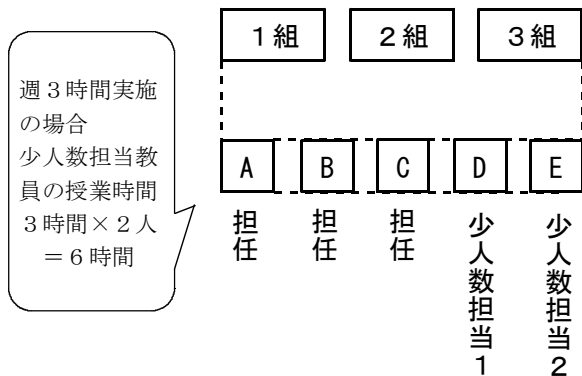 1組 2組 3組
週3時間実施
の場合
少人数担当教
員の授業時間
3時間×2人
=6時間
A B C D E
担任
担任
担任
少人数担当1
少人数担当2